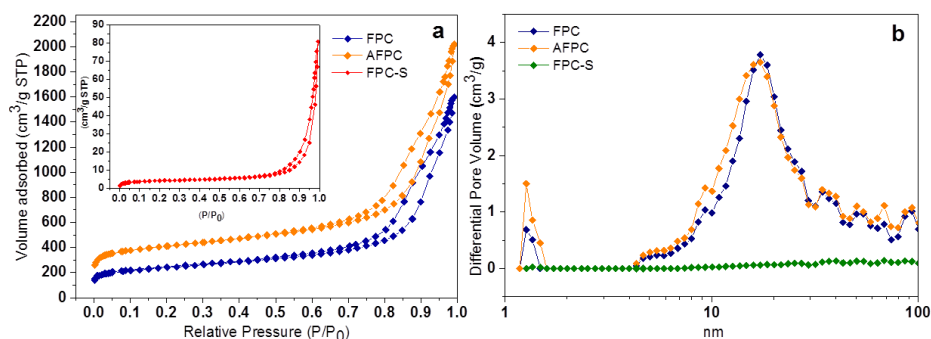 a
FPC
AFPC
FPC-S
Volume adsorbed (cm³/g STP)
2200
2000
1800
1600
1400
1200
1000
800
600
400
200
0
0.0 0.1 0.2 0.3 0.4 0.5 0.6 0.7 0.8 0.9 1.0
Relative Pressure (P/P₀)
(cm³/g STP)
90
80
70
60
50
40
30
20
10
0
0.0 0.1 0.2 0.3 0.4 0.5 0.6 0.7 0.8 0.9 1.0
(P/P₀)
b
FPC
AFPC
FPC-S
Differential Pore Volume (cm³/g)
4
3
2
1
0
1 10 100
nm